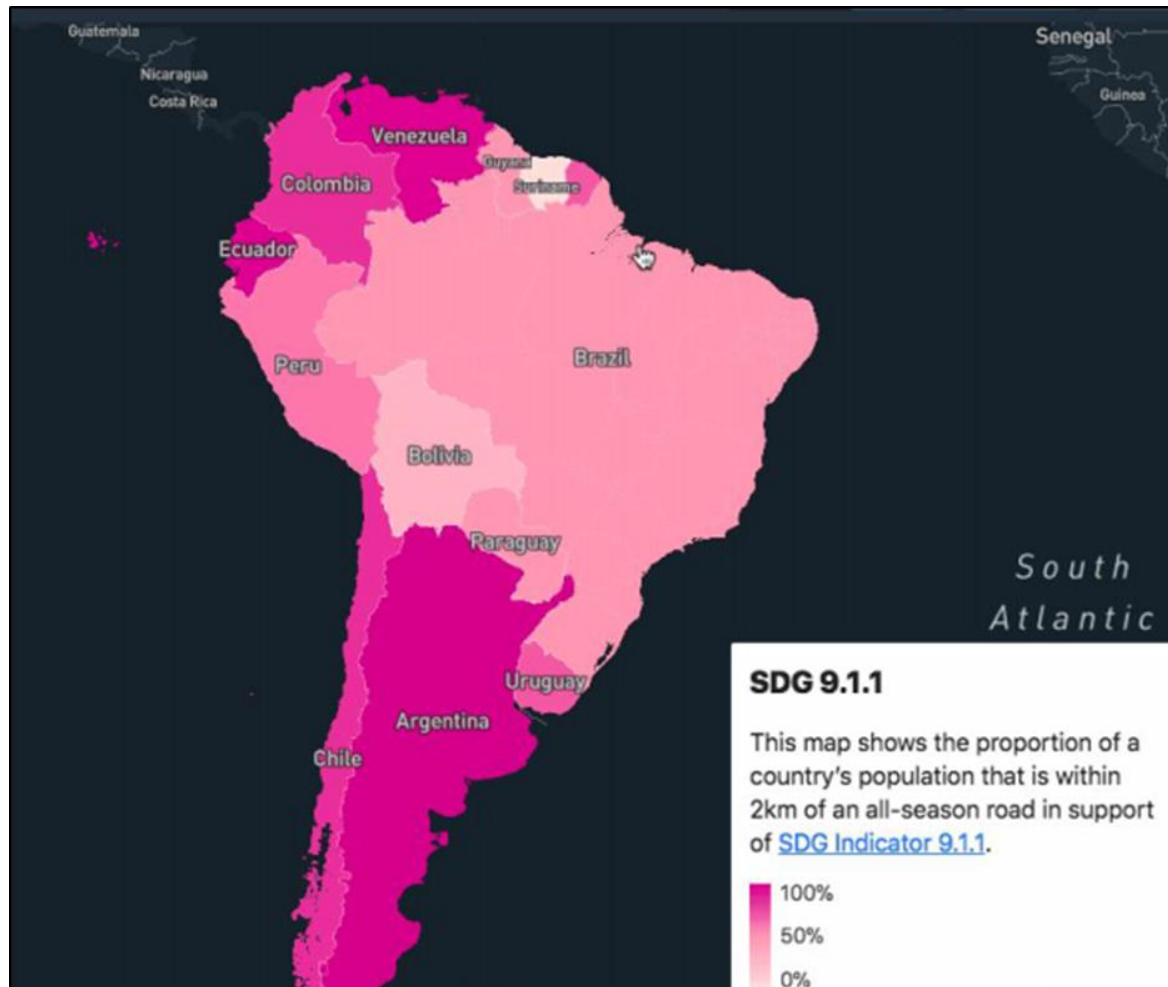 Guatemala
Nicaragua
Costa Rica
Senegal
Guinea
Venezuela
Guyana
Suriname
Colombia
Ecuador
Peru
Brazil
Bolivia
Paraguay
South
Atlantic
Uruguay
Argentina
Chile
SDG 9.1.1
This map shows the proportion of a
country's population that is within
2km of an all-season road in support
of SDG Indicator 9.1.1.
100%
50%
0%